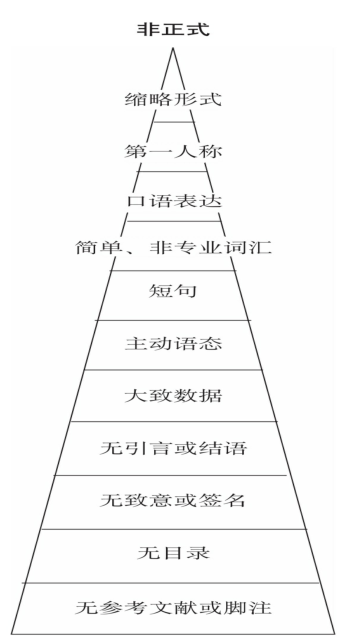 非正式
缩略形式
第一人称
口语表达
简单、非专业词汇
短句
主动语态
大致数据
无引言或结语
无致意或签名
无目录
无参考文献或脚注